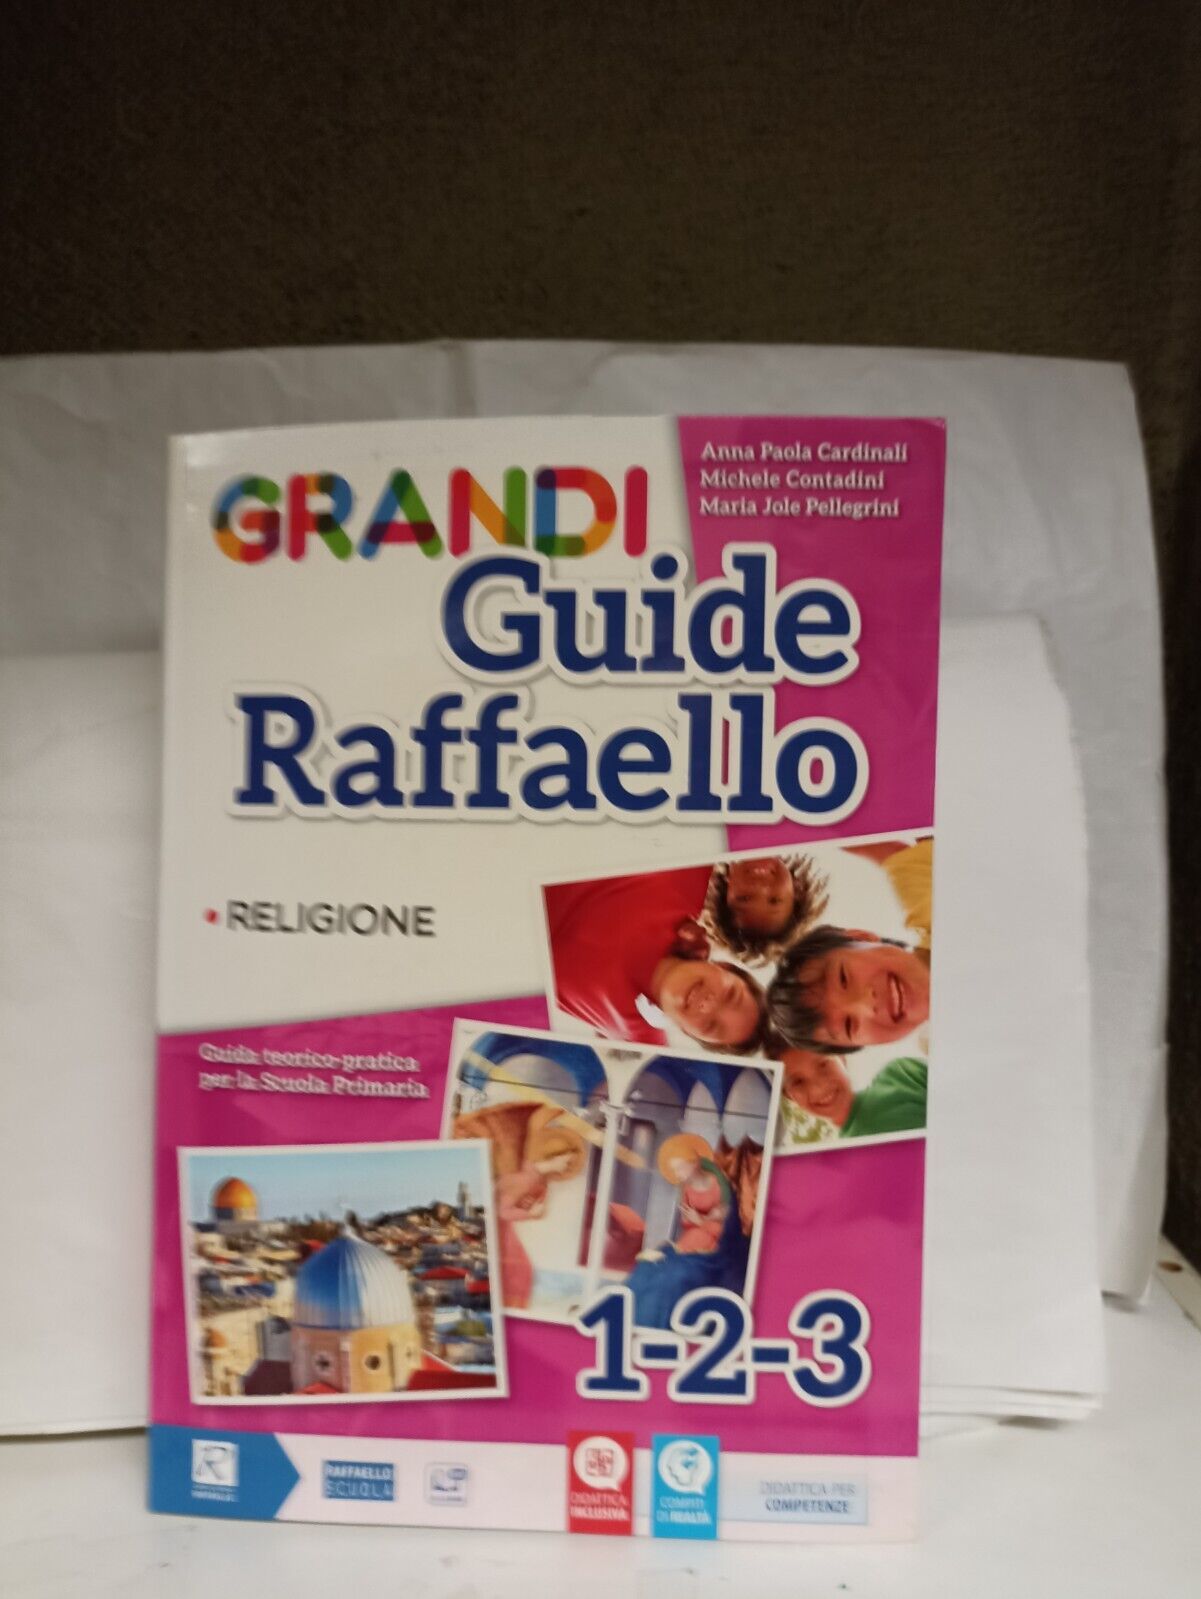 Anna Paola Cardinali
Michele Contadini
Maria Jole Pellegrini
GRANDI
Guide
Raffaello
• RELIGIONE
Guida teorico-pratica
per la Scuola Primaria
1-2-3
RAFFAELLO
SCUOLA
DIDATTICA
INCLUSIVA
COMPITI
DI REALTÀ
DIDATTICA PER
COMPETENZE